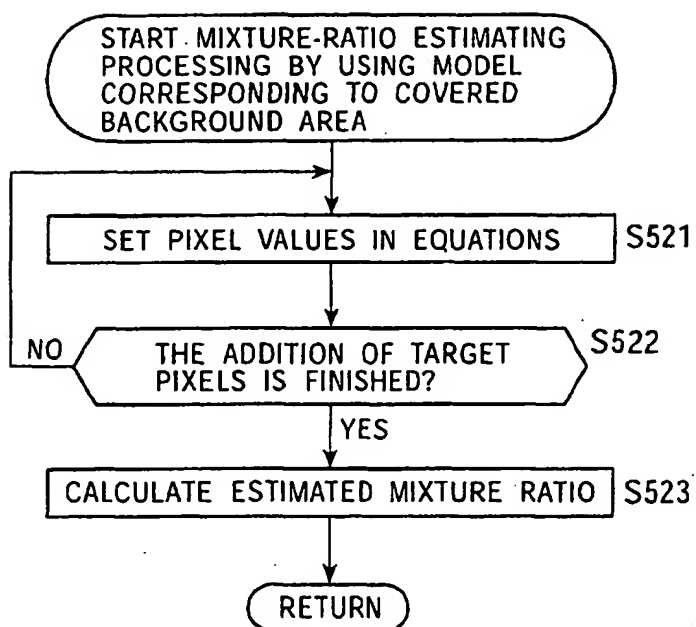 START MIXTURE-RATIO ESTIMATING
PROCESSING BY USING MODEL
CORRESPONDING TO COVERED
BACKGROUND AREA
SET PIXEL VALUES IN EQUATIONS
S521
NO
THE ADDITION OF TARGET
PIXELS IS FINISHED?
S522
YES
CALCULATE ESTIMATED MIXTURE RATIO
S523
RETURN